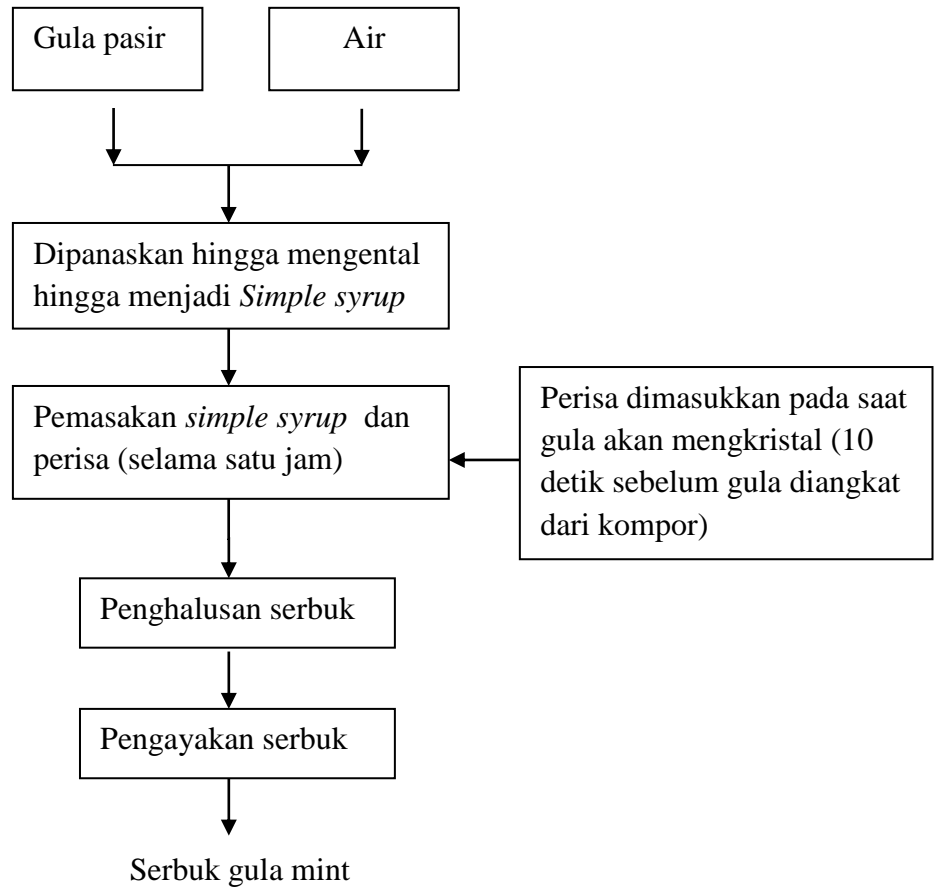 Gula pasir
Air
Dipanaskan hingga mengental
hingga menjadi Simple syrup
Pemasakan simple syrup dan
perisa (selama satu jam)
Perisa dimasukkan pada saat
gula akan mengkristal (10
detik sebelum gula diangkat
dari kompor)
Penghalusan serbuk
Pengayakan serbuk
Serbuk gula mint